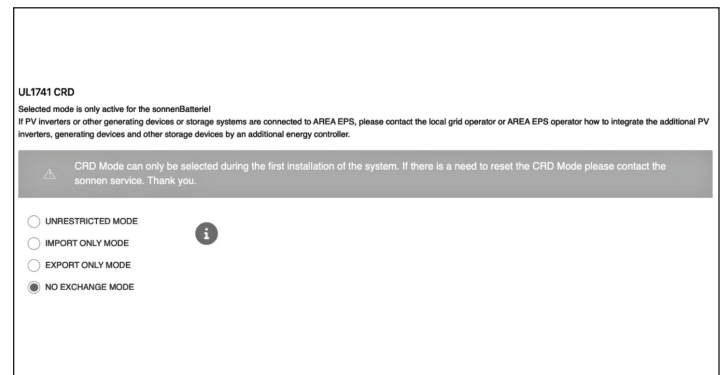 UL1741 CRD
Selected mode is only active for the sonnenBatterie!
If PV inverters or other generating devices or storage systems are connected to AREA EPS, please contact the local grid operator or AREA EPS operator how to integrate the additional PV
inverters, generating devices and other storage devices by an additional energy controller.
CRD Mode can only be selected during the first installation of the system. If there is a need to reset the CRD Mode please contact the
sonnen service. Thank you.
UNRESTRICTED MODE
IMPORT ONLY MODE
EXPORT ONLY MODE
NO EXCHANGE MODE